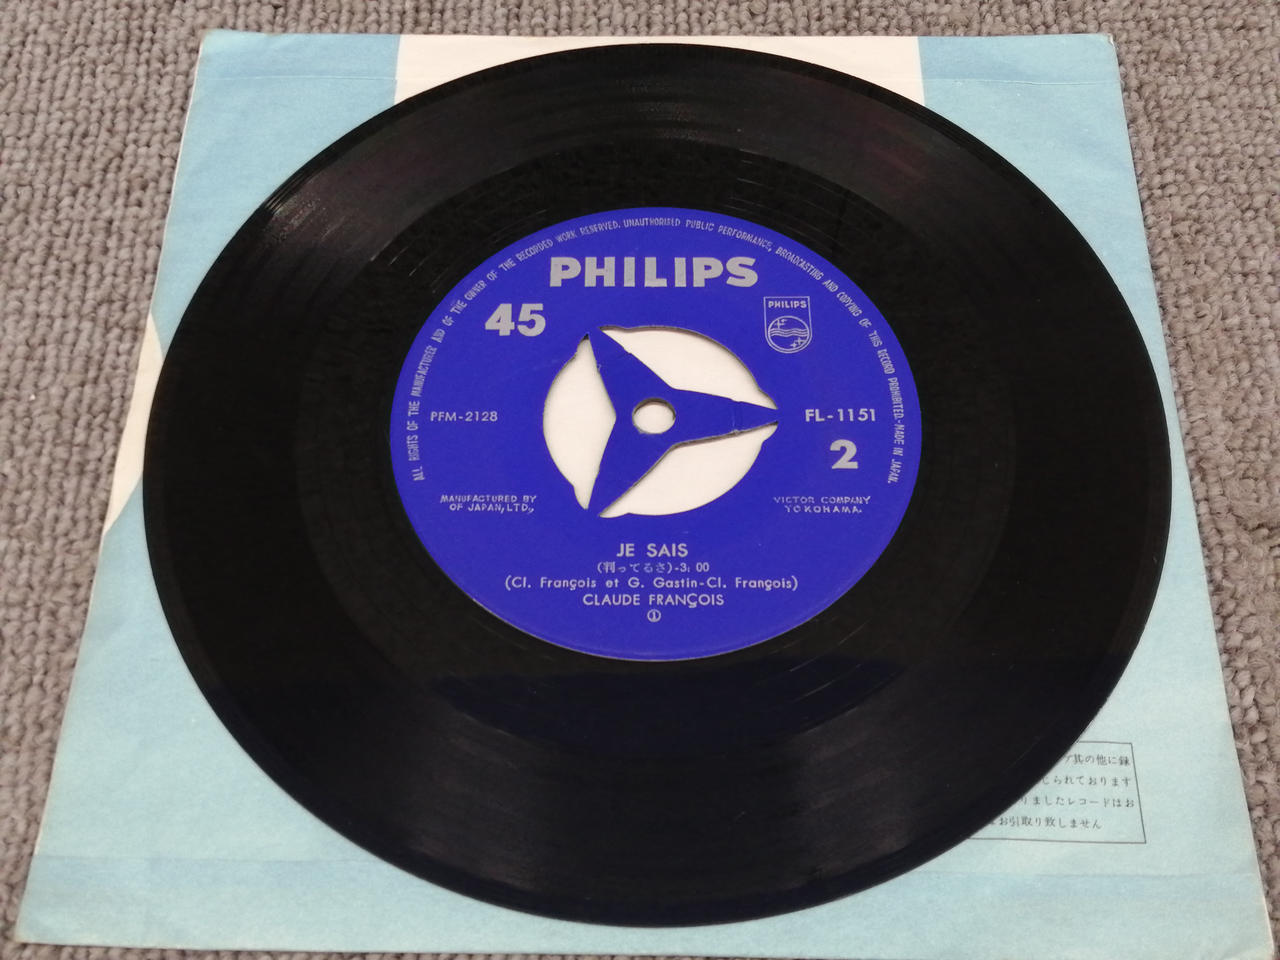 ALL RIGHTS OF THE MANUFACTURER AND OF THE OWNER OF THE RECORDED WORK RESERVED. UNAUTHORISED PUBLIC PERFORMANCE, BROADCASTING AND COPYING OF THIS RECORD PROHIBITED.-MADE IN JAPAN.
PHILIPS
45
PHILIPS
PFM-2128
FL-1151
2
MANUFACTURED BY
OF JAPAN, LTD.,
VICTOR COMPANY
YOKOHAMA.
JE SAIS
(判ってるさ)-3:00
(Cl. François et G. Gastin-Cl. François)
CLAUDE FRANÇOIS
①
其の他に録
じられております
りましたレコードはお
お引取り致しません